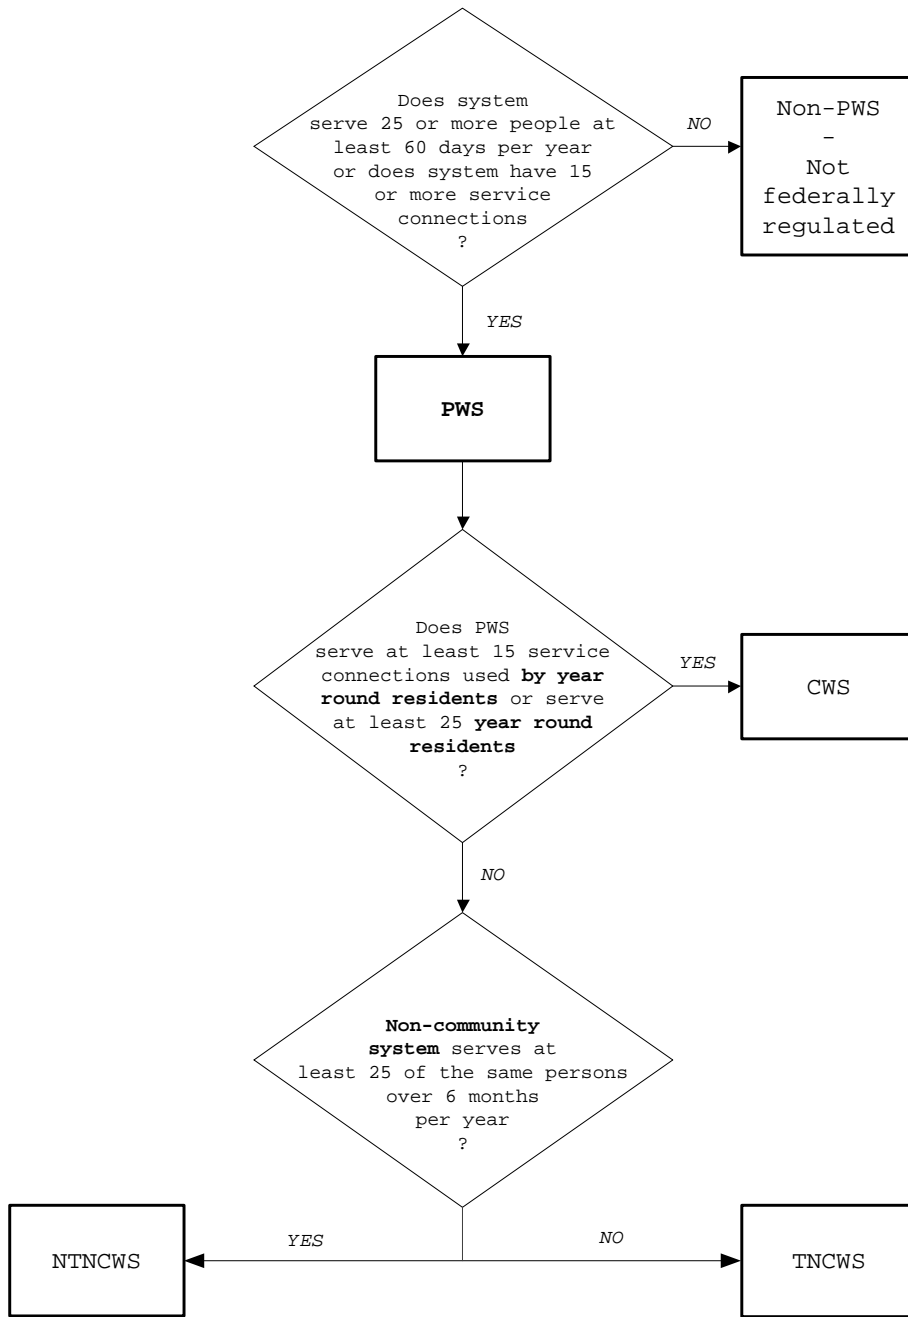 Does system
serve 25 or more people at
least 60 days per year
or does system have 15
or more service
connections
?
NO
Non-PWS
-
Not
federally
regulated
YES
PWS
Does PWS
serve at least 15 service
connections used by year
round residents or serve
at least 25 year round
residents
?
YES
CWS
NO
Non-community
system serves at
least 25 of the same persons
over 6 months
per year
?
YES
NO
NTNCWS
TNCWS